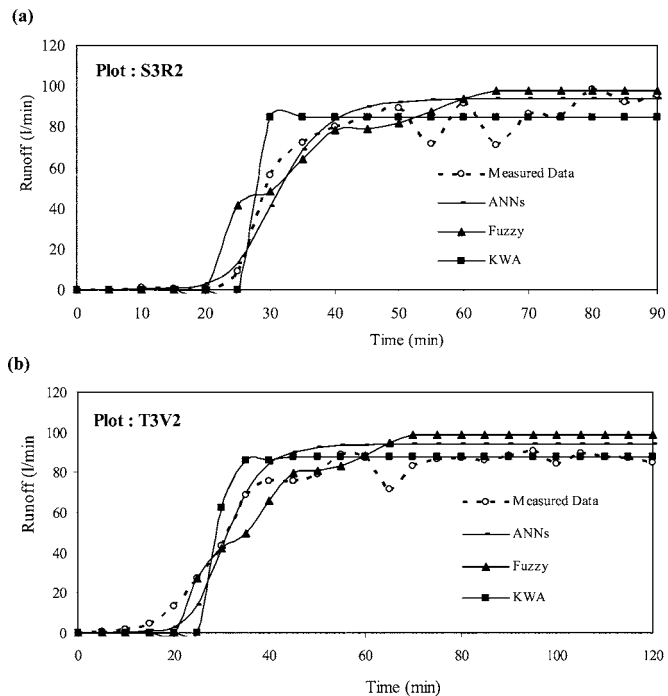 (a)
Plot : S3R2
Runoff (l/min)
120
100
80
60
40
20
0
Measured Data
ANNs
Fuzzy
KWA
0 10 20 30 40 50 60 70 80 90
Time (min)
(b)
Plot : T3V2
Runoff (l/min
120
100
80
60
40
20
0
Measured Data
ANNs
Fuzzy
KWA
0 20 40 60 80 100 120
Time (min)